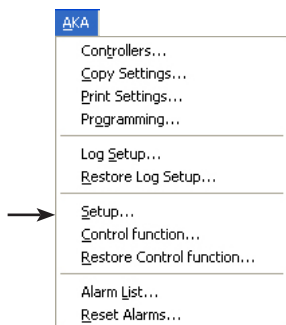 AKA
Controllers...
Copy Settings...
Print Settings...
Programming...
Log Setup...
Restore Log Setup...
Setup...
Control function...
Restore Control function...
Alarm List...
Reset Alarms...